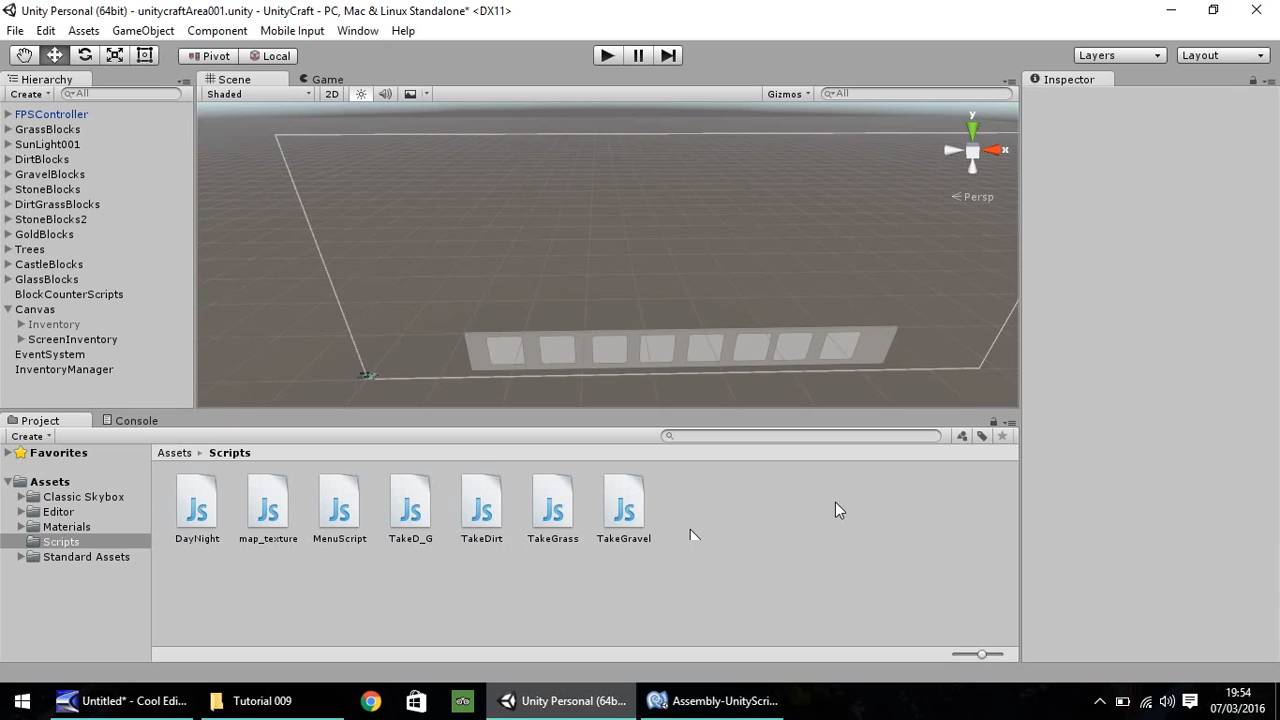 Unity Personal (64bit) - unitycraftArea001.unity - UnityCraft - PC, Mac & Linux Standalone* <DX11>
File Edit Assets GameObject Component Mobile Input Window Help
Pivot Local Layers Layout
Hierarchy Scene Game Inspector
Create All Shaded 2D Gizmos All
FPSController
GrassBlocks
SunLight001
DirtBlocks
GravelBlocks
StoneBlocks
DirtGrassBlocks
StoneBlocks2
GoldBlocks
Trees
CastleBlocks
GlassBlocks
BlockCounterScripts
Canvas
Inventory
ScreenInventory
EventSystem
InventoryManager
y
x
Persp
Project Console
Create
Favorites
Assets
Classic Skybox
Editor
Materials
Scripts
Standard Assets
Assets Scripts
Js Js Js Js Js Js Js
DayNight map_texture MenuScript TakeD_G TakeDirt TakeGrass TakeGravel
Untitled* - Cool Edi... Tutorial 009 Unity Personal (64b... Assembly-UnityScri... 19:54
07/03/2016